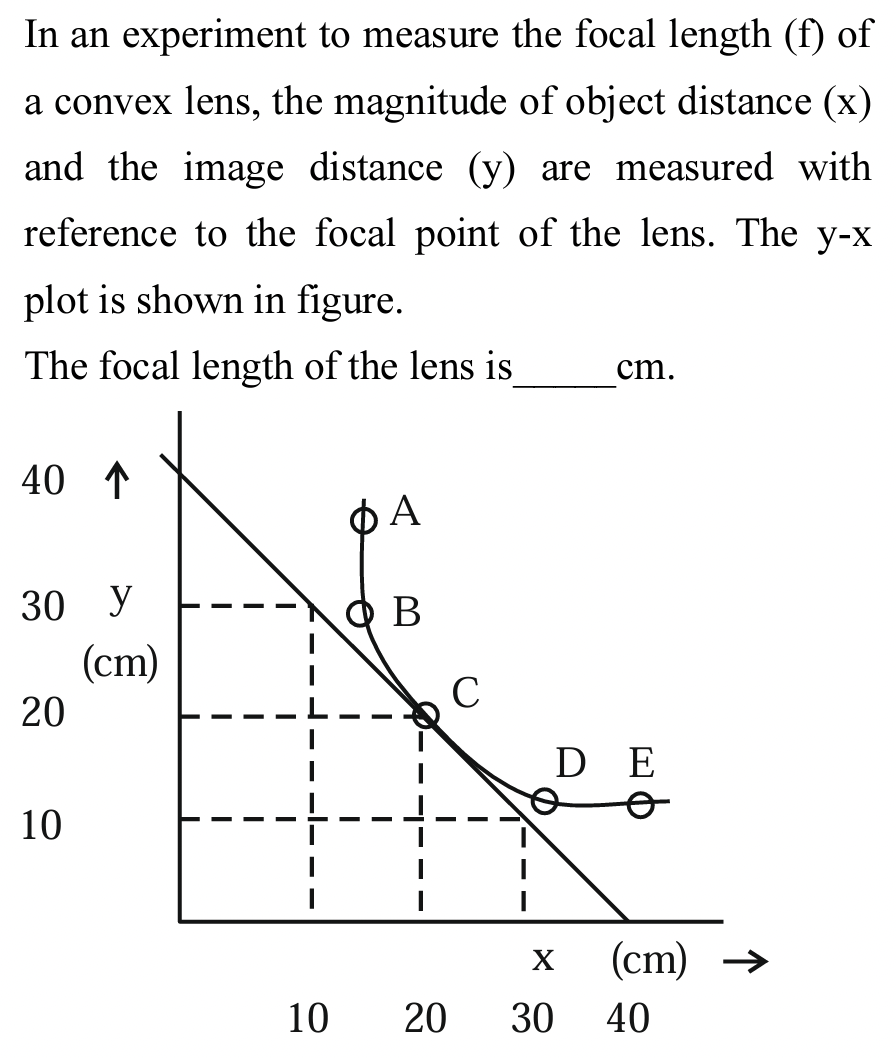 In an experiment to measure the focal length (f) of
a convex lens, the magnitude of object distance (x)
and the image distance (y) are measured with
reference to the focal point of the lens. The y-x
plot is shown in figure.
The focal length of the lens is_____cm.
40 ↑
A
30 y
B
(cm)
20
C
D E
10
x (cm) →
10 20 30 40